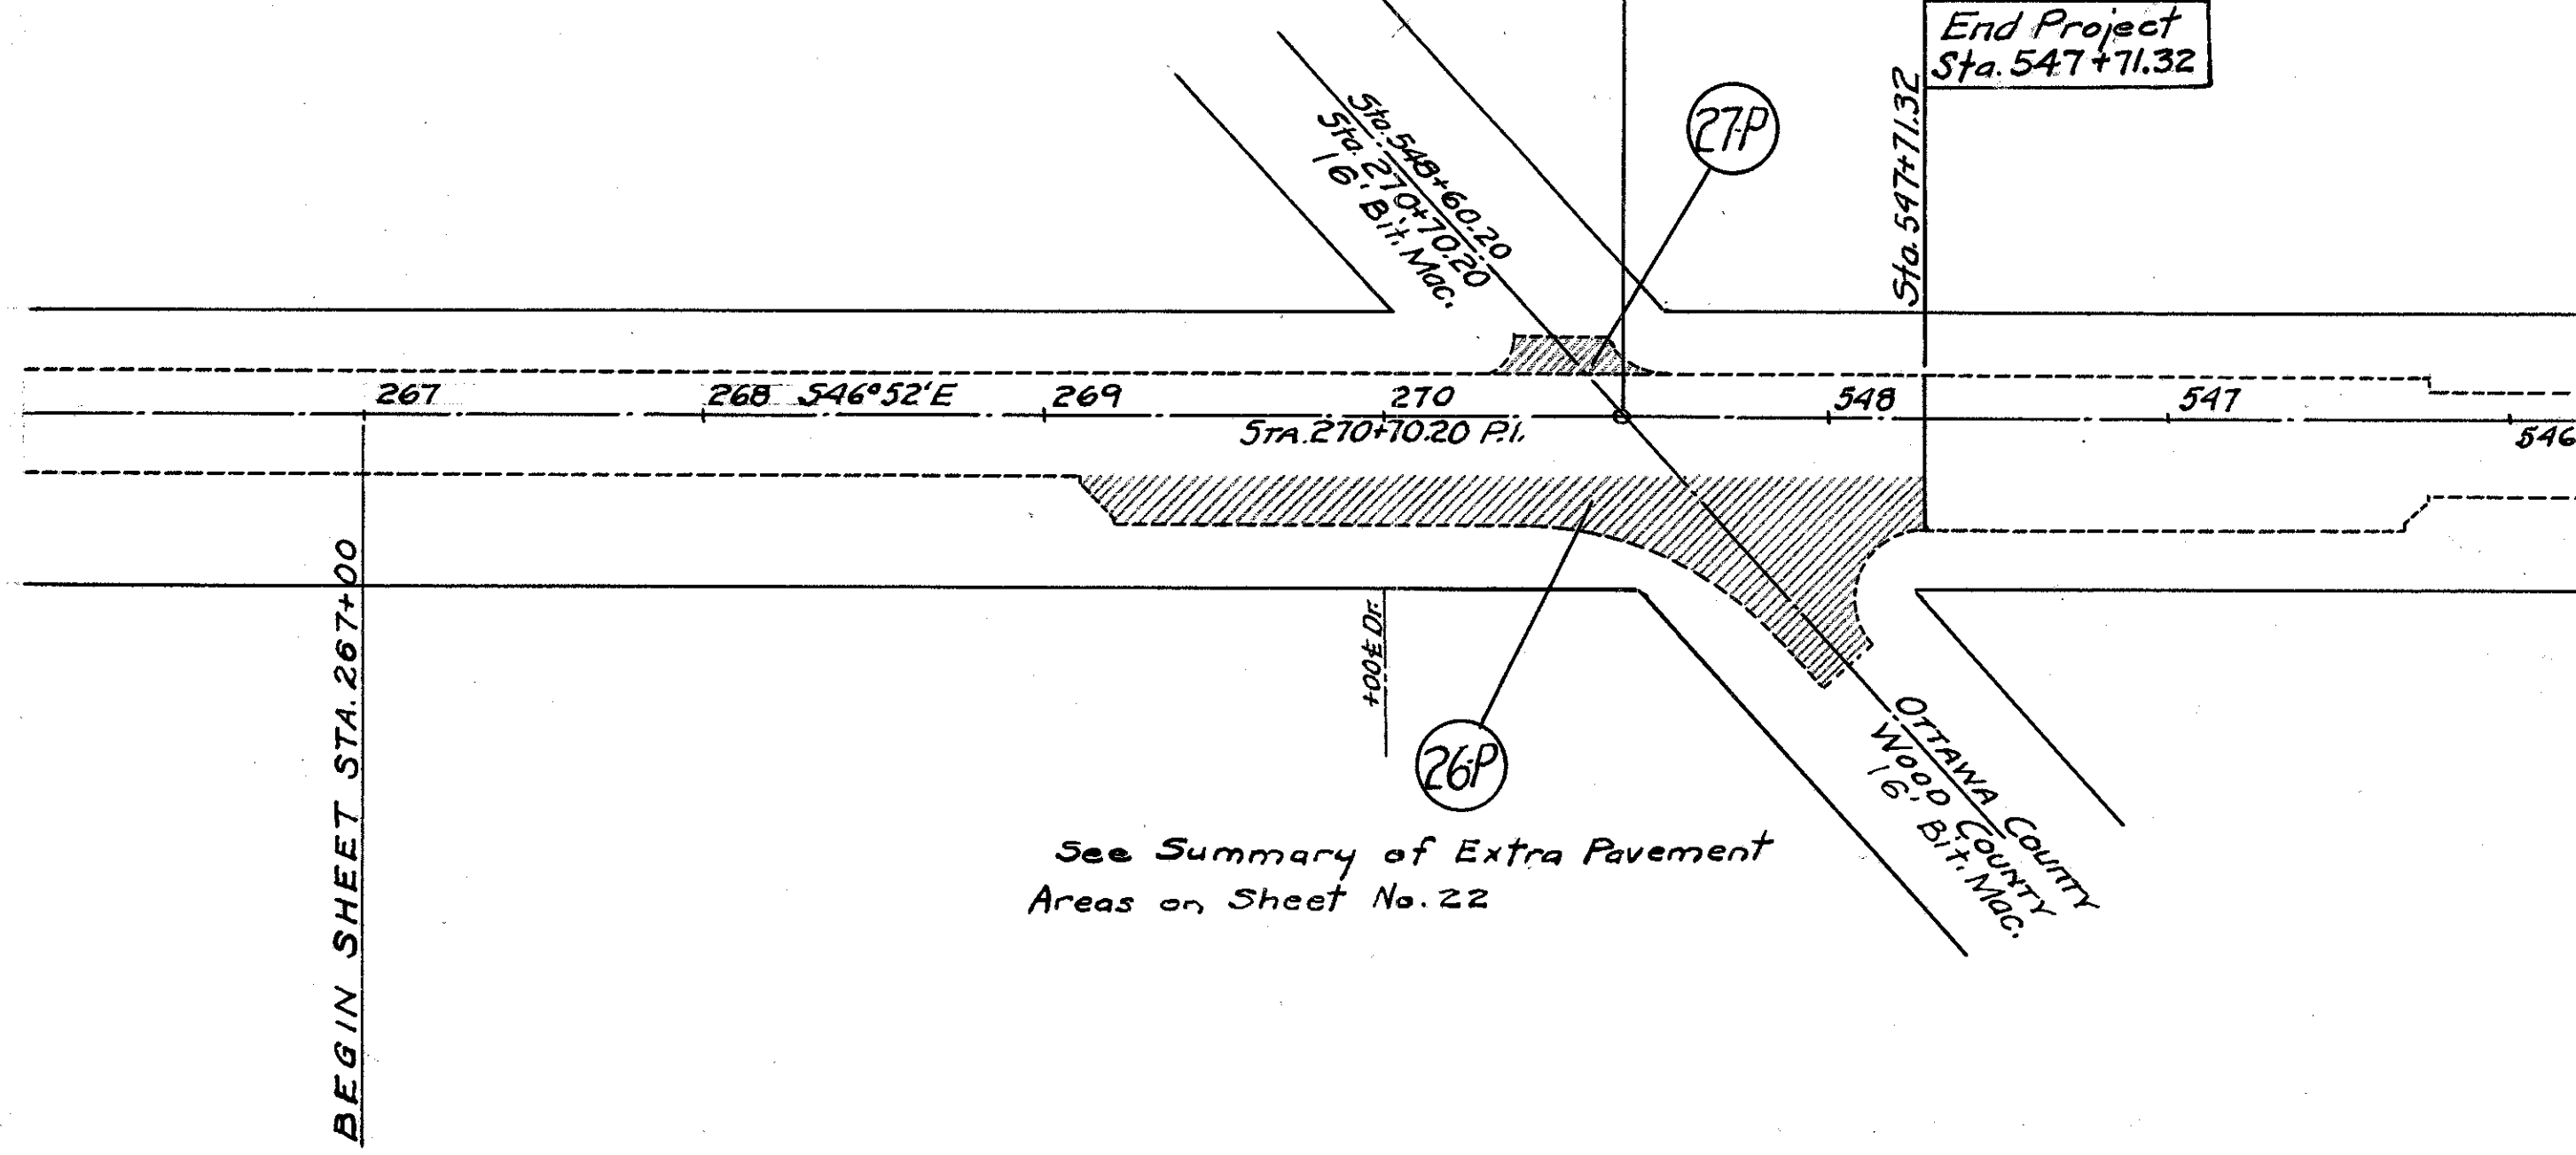 End Project
Sta. 547+71.32
Sta. 547+71.32
27-P
Sta. 548+60.20
Sta. 270+70.20
16' Bit. Mac.
267
268 S46°52'E
269
270
548
547
546
STA. 270+70.20 P.I.
BEGIN SHEET STA. 267+00
+00 ℄ Dr.
26-P
OTTAWA COUNTY
WOOD COUNTY
16' Bit. Mac.
See Summary of Extra Pavement
Areas on Sheet No. 22